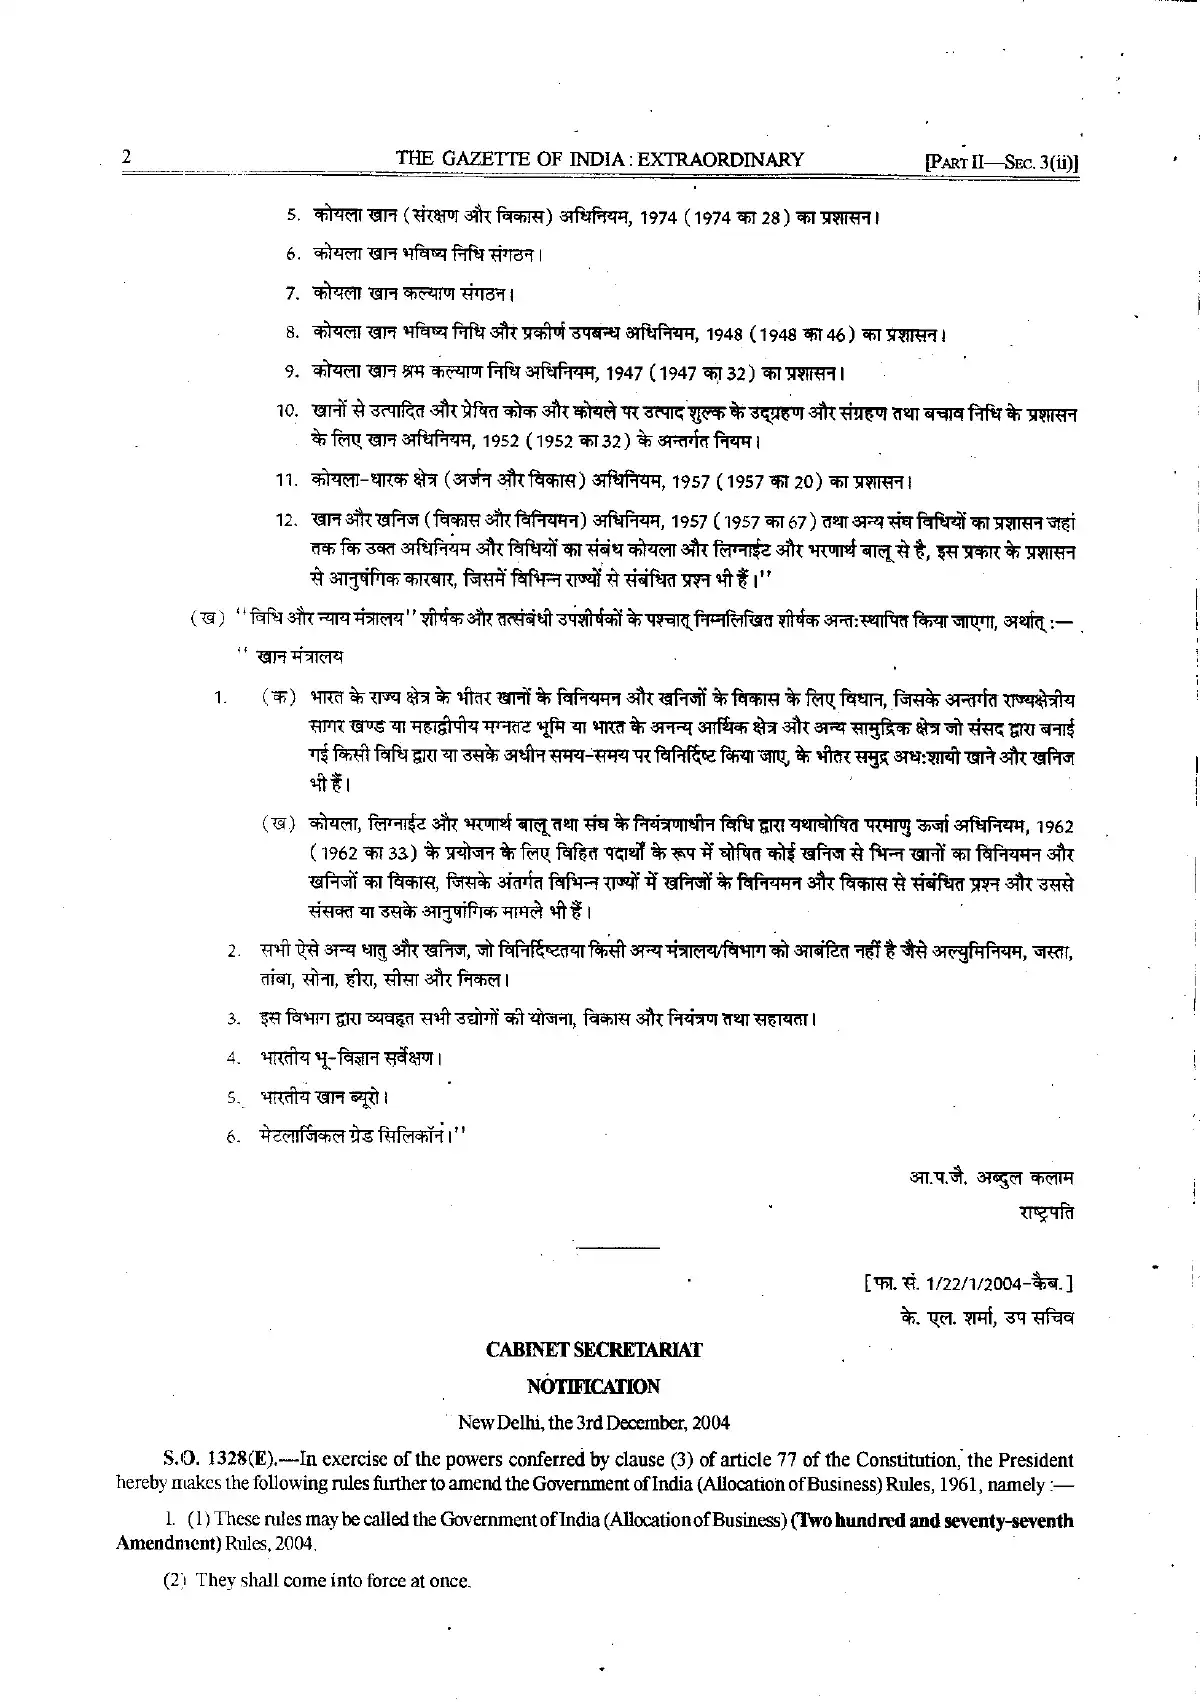 2 THE GAZETTE OF INDIA : EXTRAORDINARY [PART II—SEC. 3(ii)]
5. कोयला खान (संरक्षण और विकास) अधिनियम, 1974 (1974 का 28) का प्रशासन।
6. कोयला खान भविष्य निधि संगठन।
7. कोयला खान कल्याण संगठन।
8. कोयला खान भविष्य निधि और प्रकीर्ण उपबन्ध अधिनियम, 1948 (1948 का 46) का प्रशासन।
9. कोयला खान श्रम कल्याण निधि अधिनियम, 1947 (1947 का 32) का प्रशासन।
10. खानों से उत्पादित और प्रेषित कोक और कोयले पर उत्पाद शुल्क के उद्ग्रहण और संग्रहण तथा बचाव निधि के प्रशासन
के लिए खान अधिनियम, 1952 (1952 का 32) के अन्तर्गत नियम।
11. कोयला-धारक क्षेत्र (अर्जन और विकास) अधिनियम, 1957 (1957 का 20) का प्रशासन।
12. खान और खनिज (विकास और विनियमन) अधिनियम, 1957 (1957 का 67) तथा अन्य संघ विधियों का प्रशासन जहां
तक कि उक्त अधिनियम और विधियों का संबंध कोयला और लिग्नाईट और भरणार्थ बालू से है, इस प्रकार के प्रशासन
से आनुषंगिक कारबार, जिसमें विभिन्न राज्यों से संबंधित प्रश्न भी हैं।''
(ख) ''विधि और न्याय मंत्रालय'' शीर्षक और तत्संबंधी उपशीर्षकों के पश्चात् निम्नलिखित शीर्षक अन्तःस्थापित किया जाएगा, अर्थात् :—
'' खान मंत्रालय
1. (क) भारत के राज्य क्षेत्र के भीतर खानों के विनियमन और खनिजों के विकास के लिए विधान, जिसके अन्तर्गत राज्यक्षेत्रीय
सागर खण्ड या महाद्वीपीय मग्नतट भूमि या भारत के अनन्य आर्थिक क्षेत्र और अन्य सामुद्रिक क्षेत्र जो संसद द्वारा बनाई
गई किसी विधि द्वारा या उसके अधीन समय-समय पर विनिर्दिष्ट किया जाए, के भीतर समुद्र अधःशायी खाने और खनिज
भी हैं।
(ख) कोयला, लिग्नाईट और भरणार्थ बालू तथा संघ के नियंत्रणाधीन विधि द्वारा यथाघोषित परमाणु ऊर्जा अधिनियम, 1962
(1962 का 33) के प्रयोजन के लिए विहित पदार्थों के रूप में घोषित कोई खनिज से भिन्न खानों का विनियमन और
खनिजों का विकास, जिसके अंतर्गत विभिन्न राज्यों में खनिजों के विनियमन और विकास से संबंधित प्रश्न और उससे
संसक्त या उसके आनुषांगिक मामले भी हैं।
2. सभी ऐसे अन्य धातु और खनिज, जो विनिर्दिष्टतया किसी अन्य मंत्रालय/विभाग को आबंटित नहीं है जैसे अल्युमिनियम, जस्ता,
तांबा, सोना, हीरा, सीसा और निकल।
3. इस विभाग द्वारा व्यवहृत सभी उद्योगों की योजना, विकास और नियंत्रण तथा सहायता।
4. भारतीय भू-विज्ञान सर्वेक्षण।
5. भारतीय खान ब्यूरो।
6. मेटलार्जिकल ग्रेड सिलिकॉन।''
आ.प.जै. अब्दुल कलाम
राष्ट्रपति
[फा. सं. 1/22/1/2004-कैब.]
के. एल. शर्मा, उप सचिव
CABINET SECRETARIAT
NOTIFICATION
New Delhi, the 3rd December, 2004
S.O. 1328(E).—In exercise of the powers conferred by clause (3) of article 77 of the Constitution, the President
hereby makes the following rules further to amend the Government of India (Allocation of Business) Rules, 1961, namely :—
1. (1) These rules may be called the Government of India (Allocation of Business) (Two hundred and seventy-seventh
Amendment) Rules, 2004.
(2) They shall come into force at once.